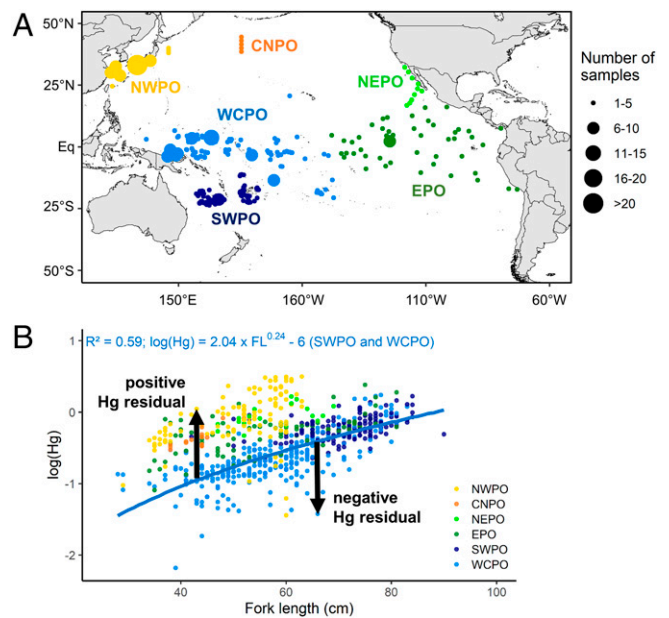 A
50°N
25°N
Eq
25°S
50°S
150°E
160°W
110°W
60°W
CNPO
NWPO
NEPO
WCPO
EPO
SWPO
Number of
samples
1-5
6-10
11-15
16-20
>20
B
R² = 0.59; log(Hg) = 2.04 x FL^0.24 - 6 (SWPO and WCPO)
positive
Hg residual
negative
Hg residual
log(Hg)
1
-0
-1
-2
40
60
80
100
Fork length (cm)
NWPO
CNPO
NEPO
EPO
SWPO
WCPO